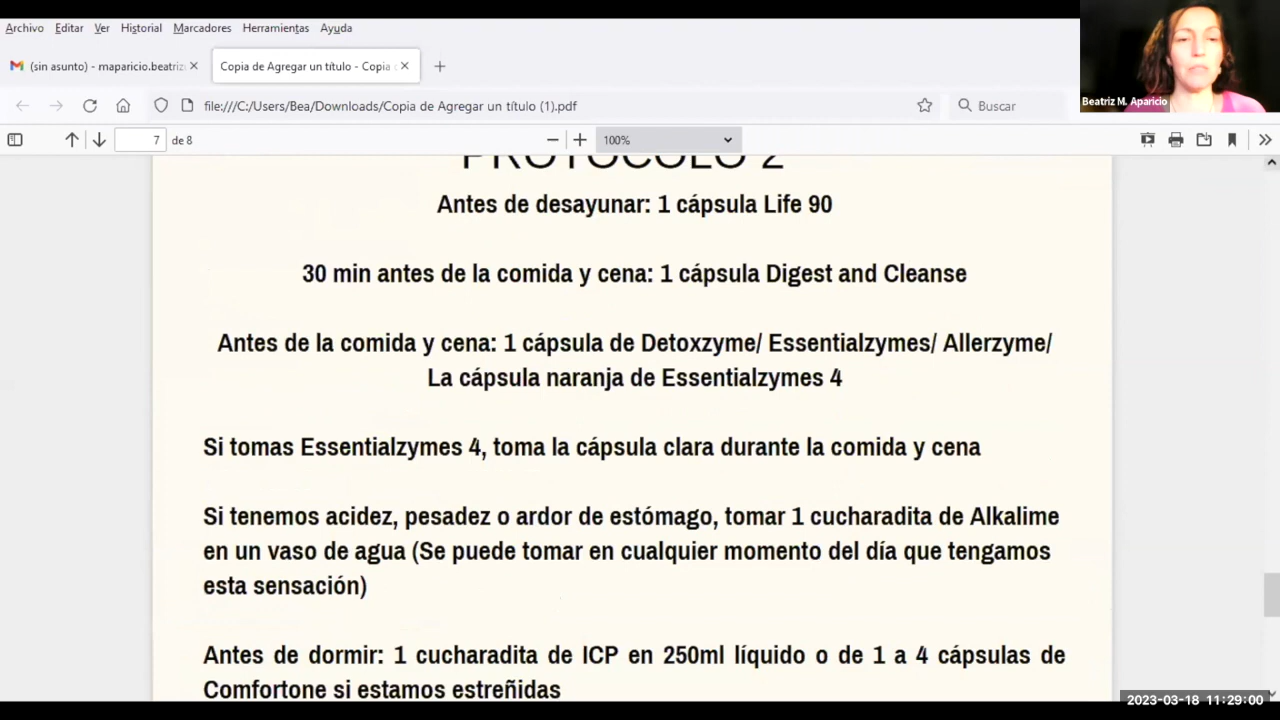 Archivo Editar Ver Historial Marcadores Herramientas Ayuda
(sin asunto) - maparicio.beatriz
Copia de Agregar un título - Copia
file:///C:/Users/Bea/Downloads/Copia de Agregar un título (1).pdf
Buscar
Beatriz M. Aparicio
7 de 8
100%
PROTOCOLO 2
Antes de desayunar: 1 cápsula Life 90
30 min antes de la comida y cena: 1 cápsula Digest and Cleanse
Antes de la comida y cena: 1 cápsula de Detoxzyme/ Essentialzymes/ Allerzyme/
La cápsula naranja de Essentialzymes 4
Si tomas Essentialzymes 4, toma la cápsula clara durante la comida y cena
Si tenemos acidez, pesadez o ardor de estómago, tomar 1 cucharadita de Alkalime
en un vaso de agua (Se puede tomar en cualquier momento del día que tengamos
esta sensación)
Antes de dormir: 1 cucharadita de ICP en 250ml líquido o de 1 a 4 cápsulas de
Comfortone si estamos estreñidas
2023-03-18 11:29:00